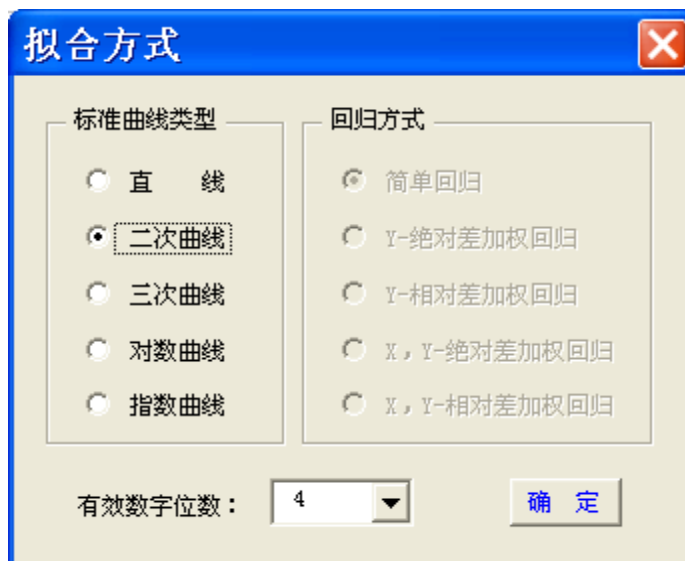 拟合方式
标准曲线类型
直 线
二次曲线
三次曲线
对数曲线
指数曲线
回归方式
简单回归
Y-绝对差加权回归
Y-相对差加权回归
X，Y-绝对差加权回归
X，Y-相对差加权回归
有效数字位数： 4
确 定